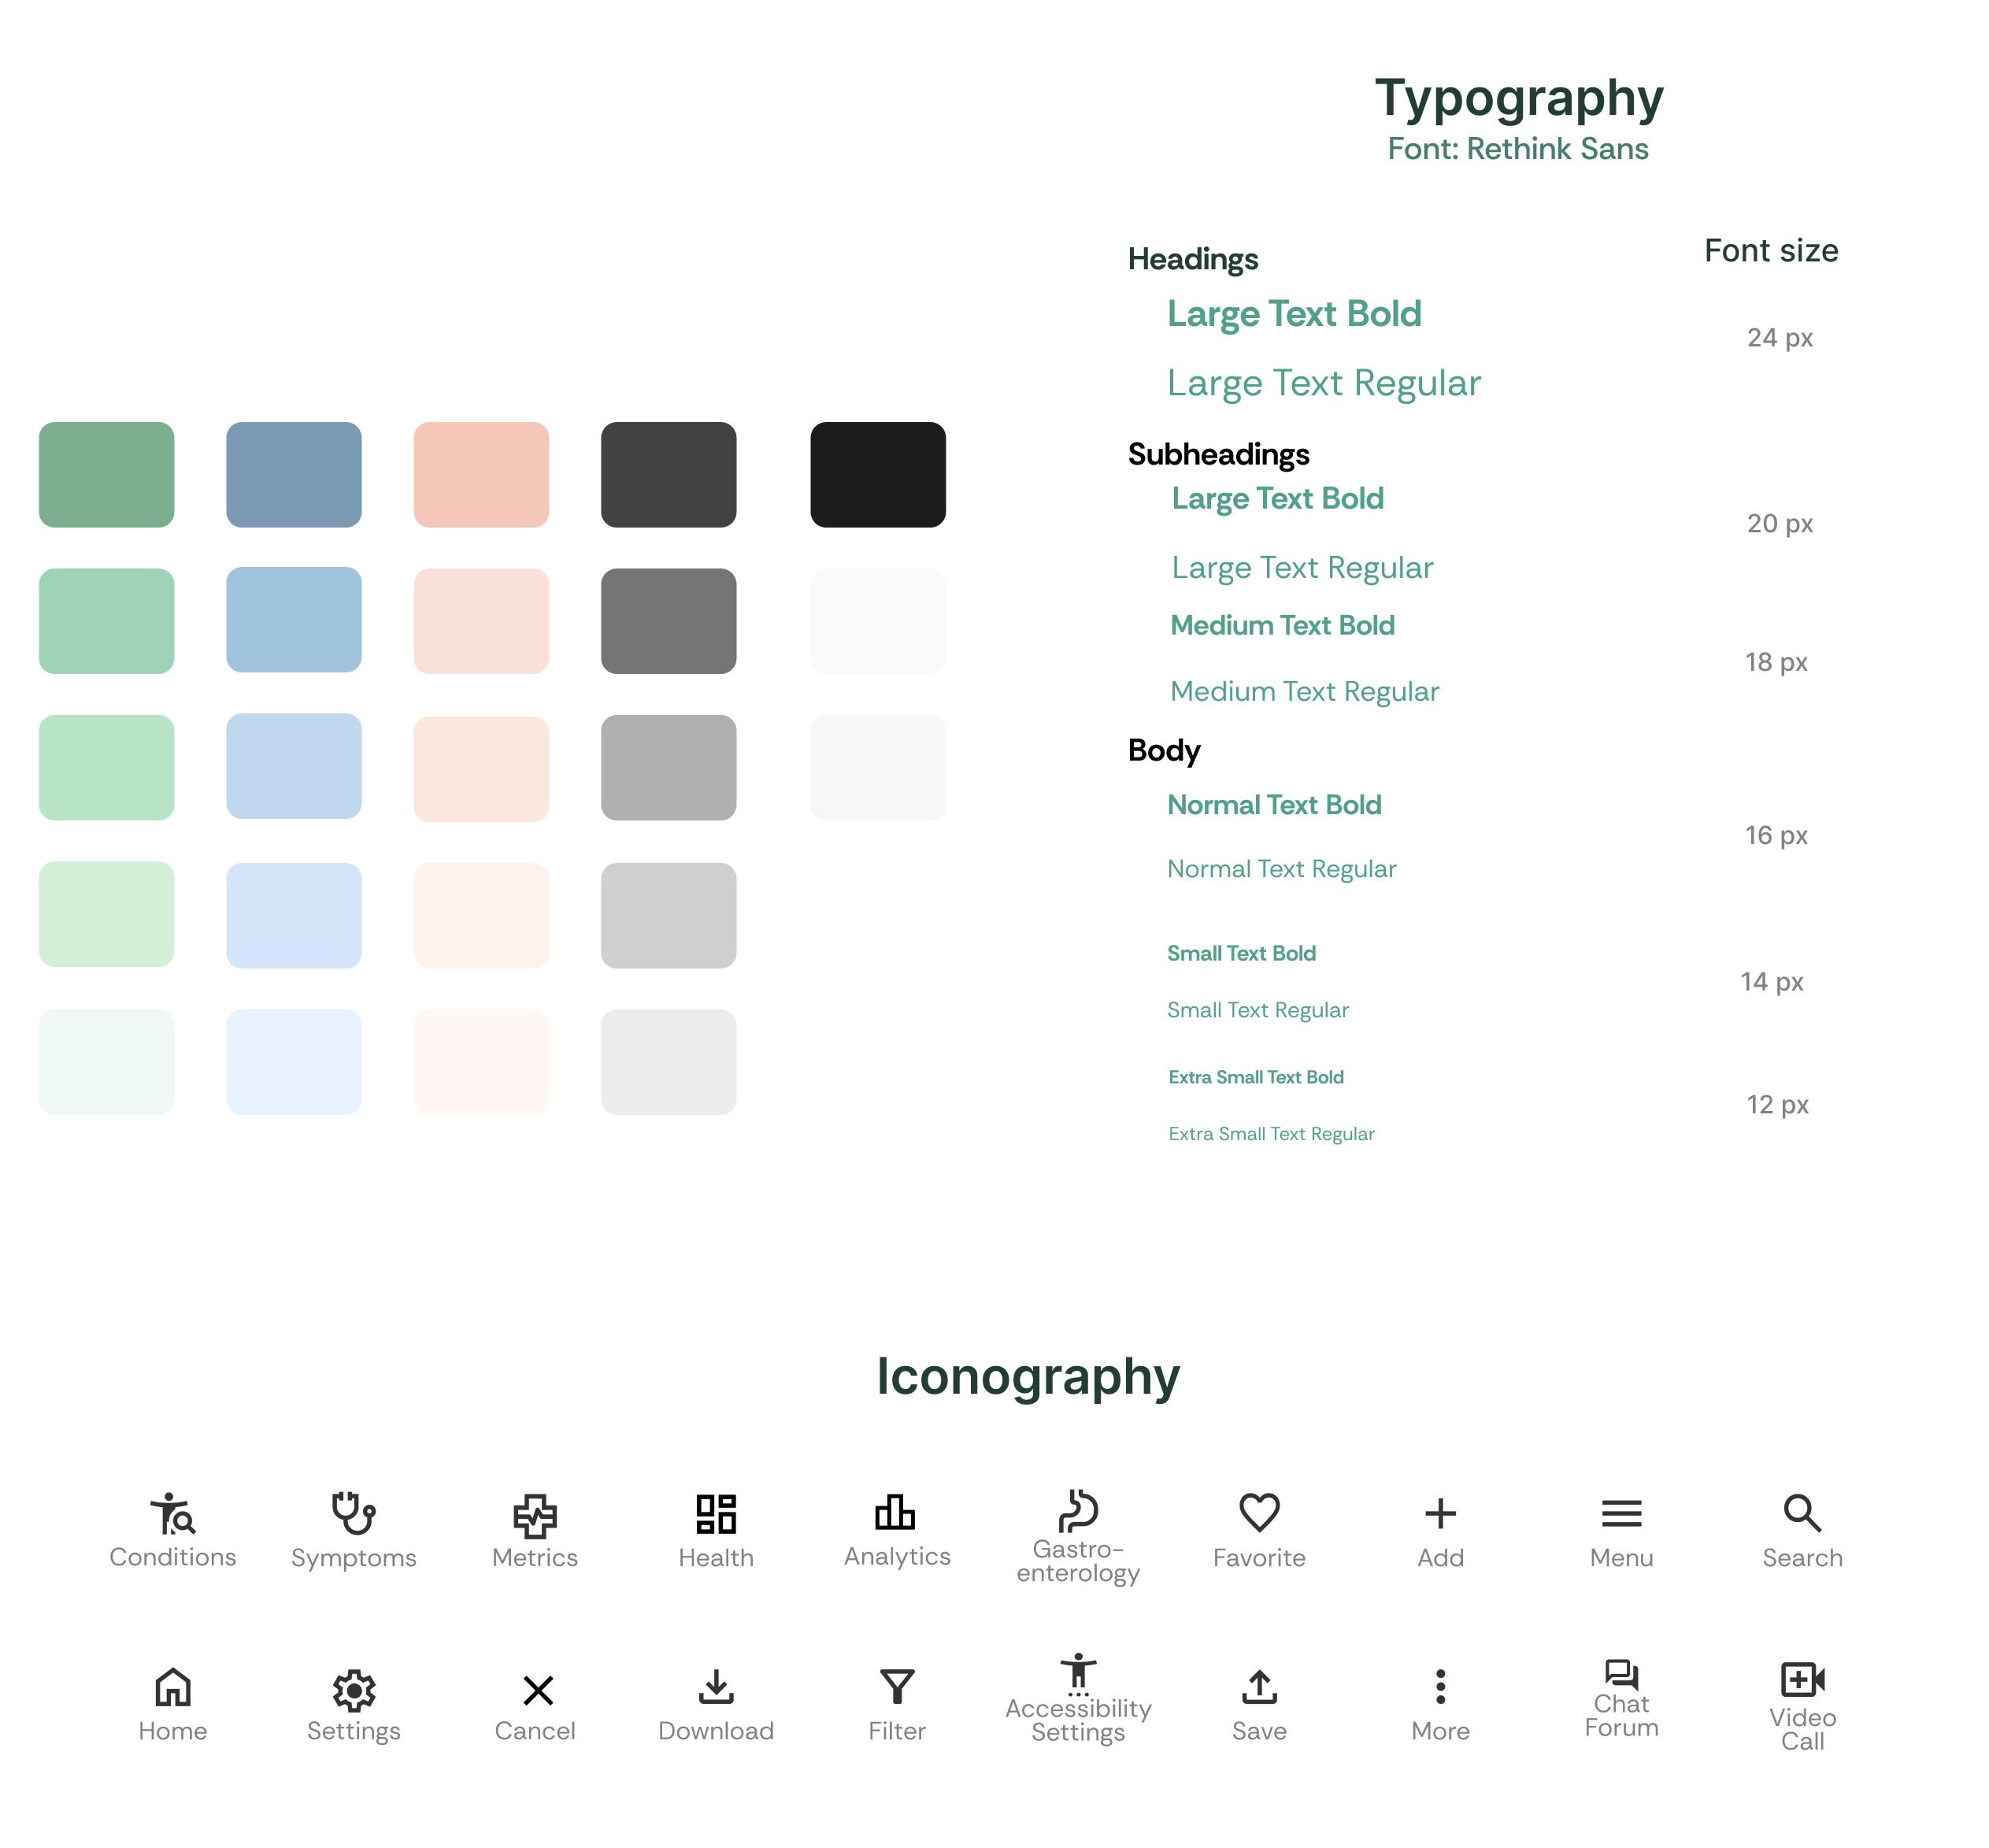 Typography
Font: Rethink Sans
Font size
Headings
Large Text Bold
24 px
Large Text Regular
Subheadings
Large Text Bold
20 px
Large Text Regular
Medium Text Bold
18 px
Medium Text Regular
Body
Normal Text Bold
16 px
Normal Text Regular
Small Text Bold
14 px
Small Text Regular
Extra Small Text Bold
12 px
Extra Small Text Regular
Iconography
Conditions
Symptoms
Metrics
Health
Analytics
Gastro-
enterology
Favorite
Add
Menu
Search
Home
Settings
Cancel
Download
Filter
Accessibility
Settings
Save
More
Chat
Forum
Video
Call